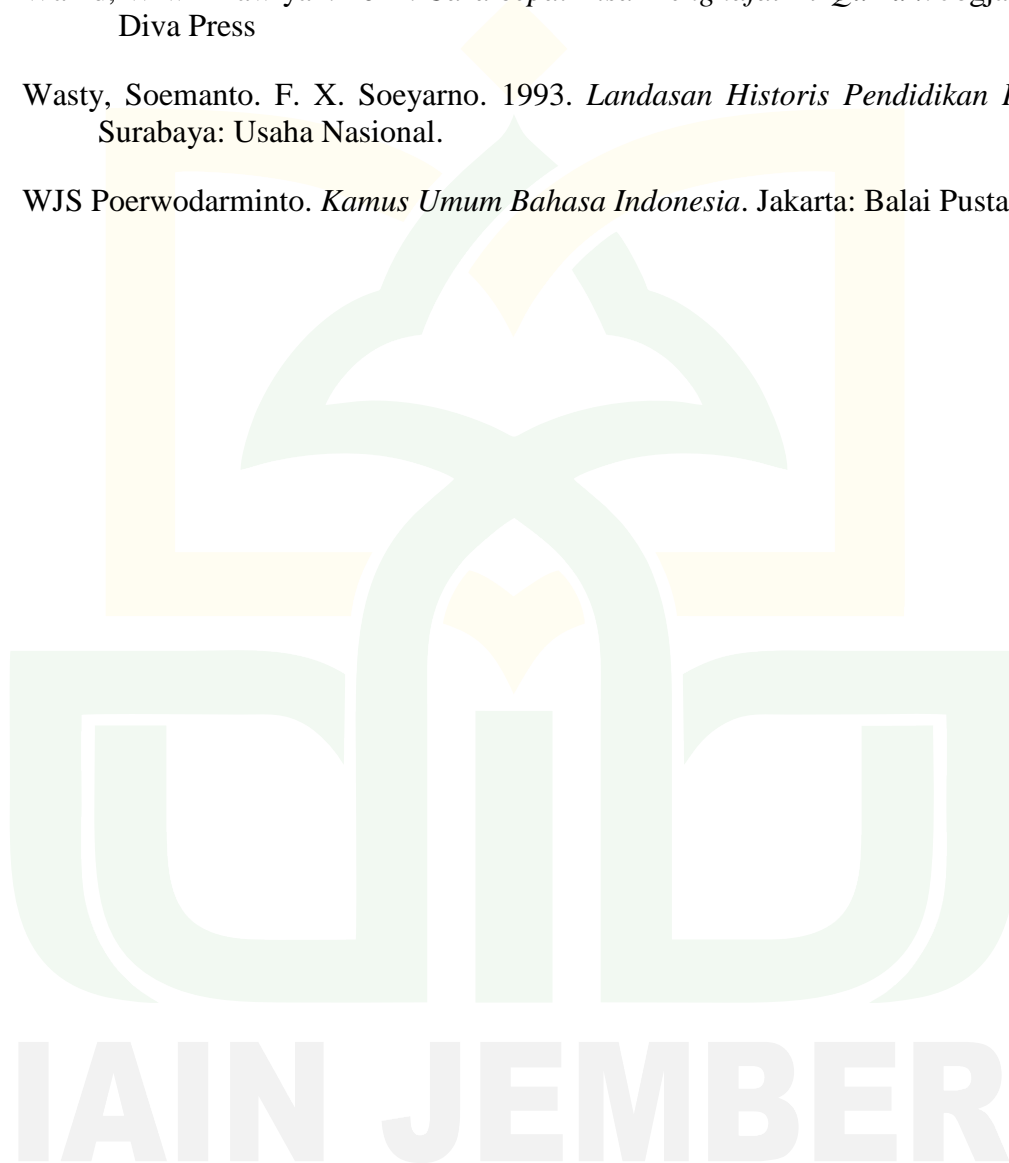 Diva Press
Wasty, Soemanto. F. X. Soeyarno. 1993. Landasan Historis Pendidikan
Surabaya: Usaha Nasional.
WJS Poerwodarminto. Kamus Umum Bahasa Indonesia. Jakarta: Balai Pusta
IAIN JEMBER